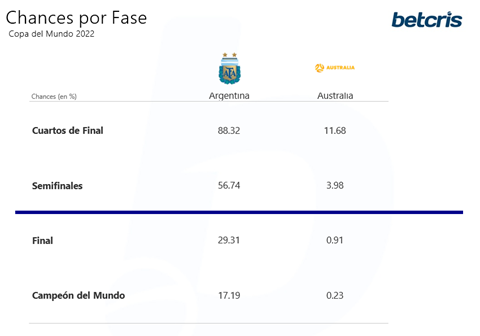 Chances por Fase
Copa del Mundo 2022
betcris
AFA
AUSTRALIA
Chances (en %) Argentina Australia
Cuartos de Final 88.32 11.68
Semifinales 56.74 3.98
Final 29.31 0.91
Campeón del Mundo 17.19 0.23